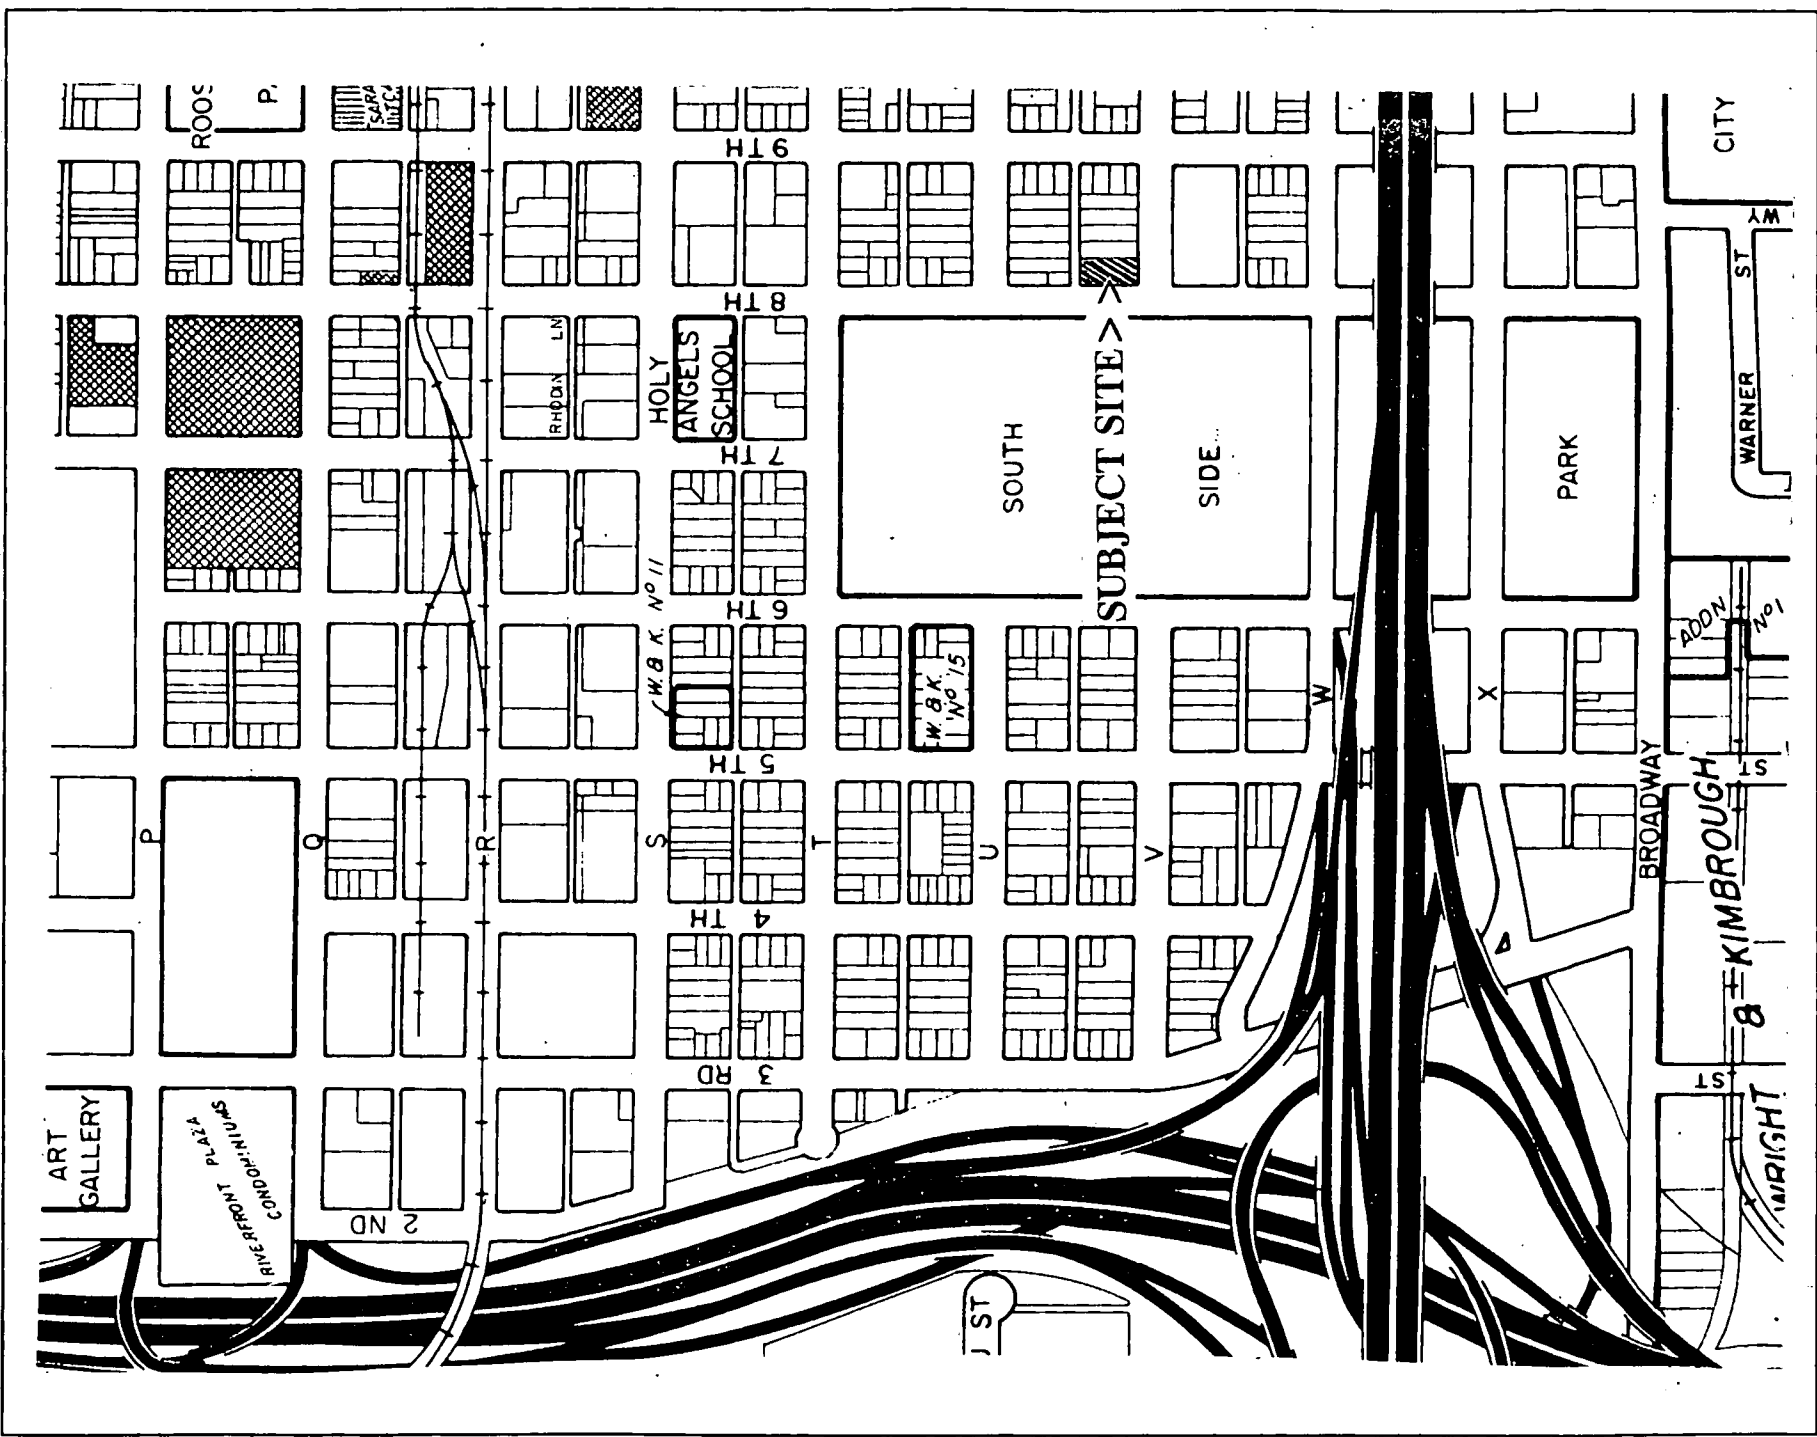 ROOS
P
SARA
9 TH
CITY
WY
ST
8 TH
RHODIN LN
HOLY
ANGELS
SCHOOL
SOUTH
SIDE
PARK
SUBJECT SITE>
>
WARNER
7 TH
W. & K. Nº 11
6 TH
ADDN
Nº 1
W. & K.
Nº 15
W
X
5 TH
ST
BROADWAY
P
Q
R
S
T
U
V
4 TH
WRIGHT & KIMBROUGH
3 RD
ST
ART
GALLERY
RIVERFRONT PLAZA
CONDOMINIUMS
2 ND
ST